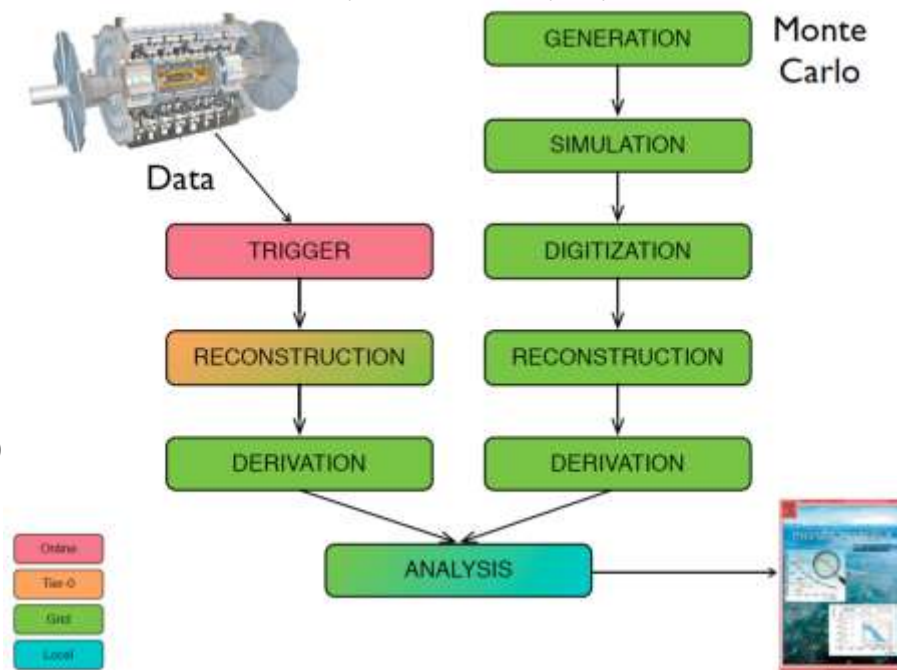 GENERATION
Monte
Carlo
SIMULATION
Data
TRIGGER
DIGITIZATION
RECONSTRUCTION
RECONSTRUCTION
DERIVATION
DERIVATION
ANALYSIS
Online
Tier-0
Grid
Local